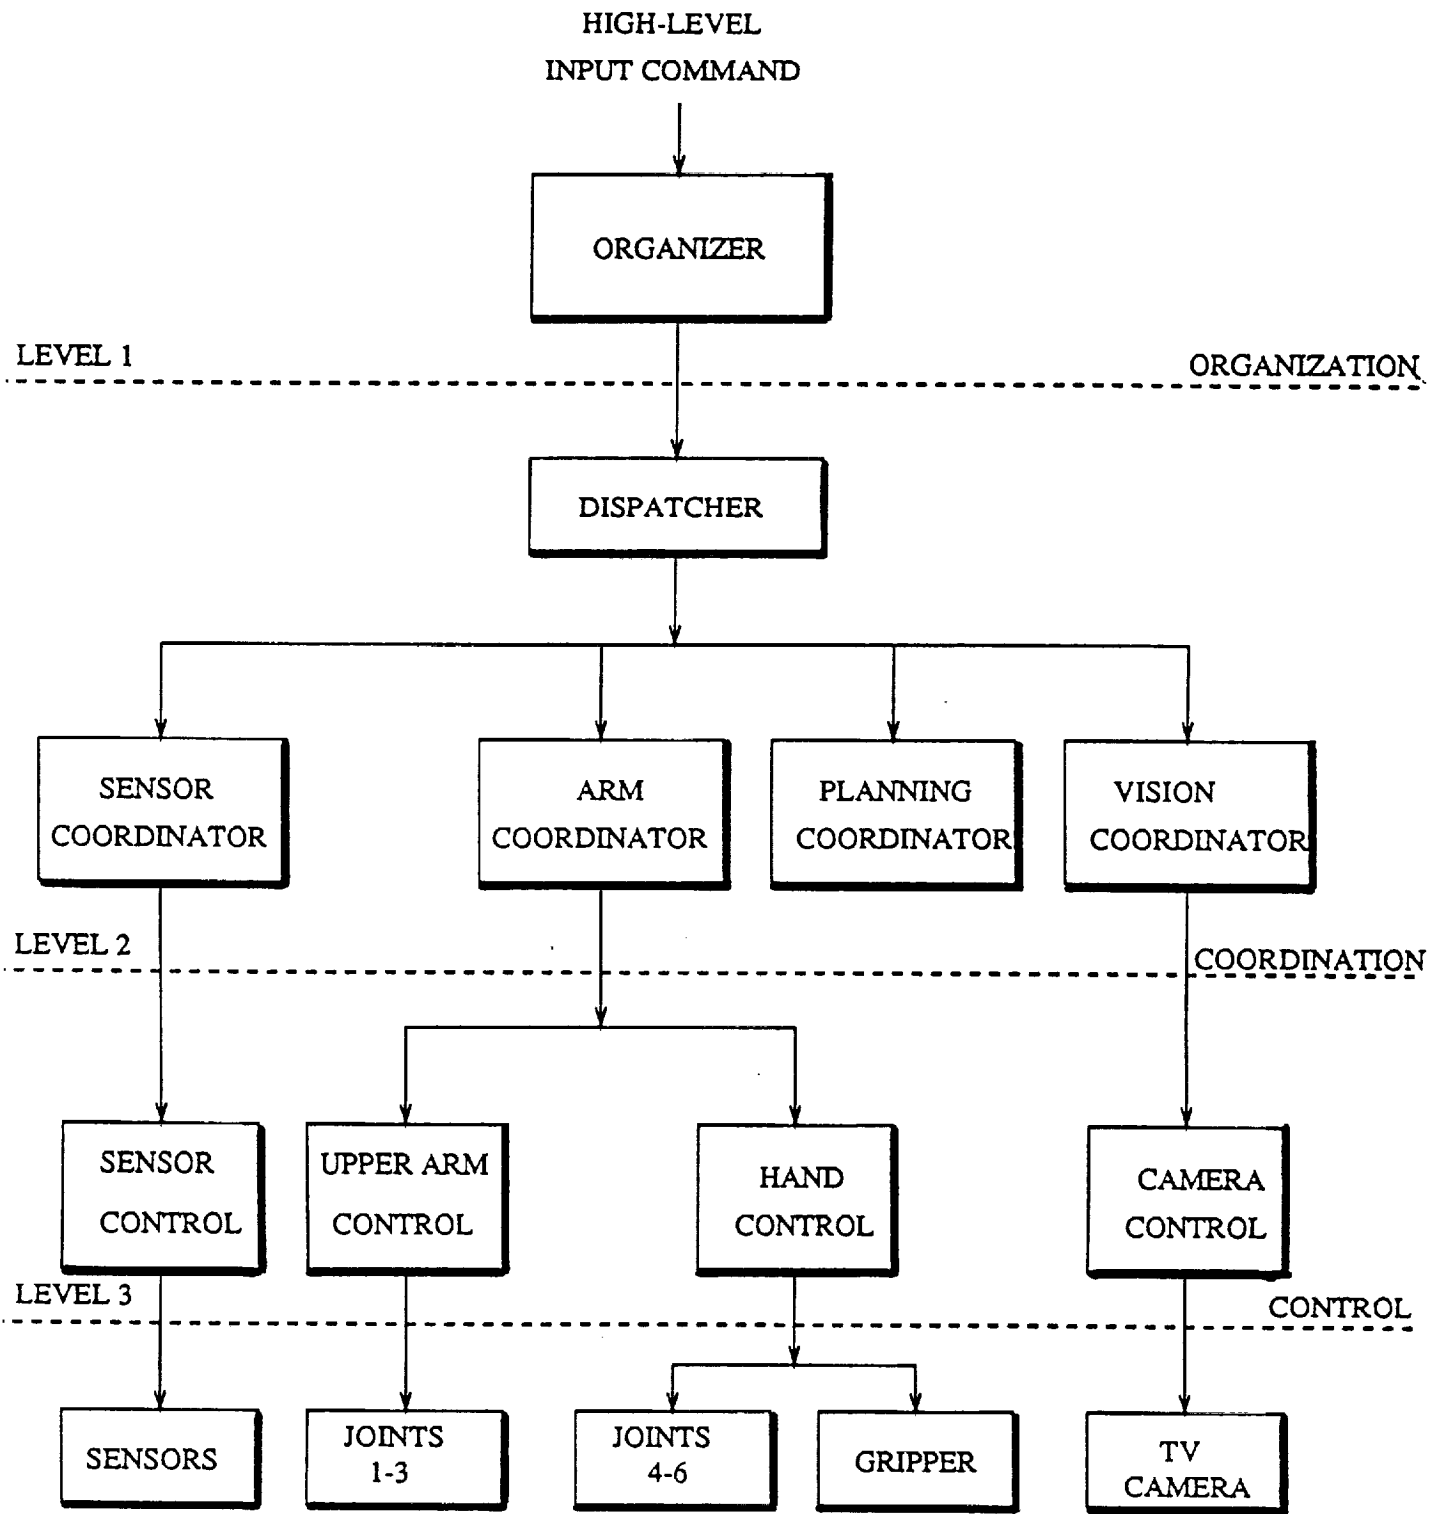 HIGH-LEVEL
INPUT COMMAND
ORGANIZER
LEVEL 1
ORGANIZATION
DISPATCHER
SENSOR
COORDINATOR
ARM
COORDINATOR
PLANNING
COORDINATOR
VISION
COORDINATOR
LEVEL 2
COORDINATION
SENSOR
CONTROL
UPPER ARM
CONTROL
HAND
CONTROL
CAMERA
CONTROL
LEVEL 3
CONTROL
SENSORS
JOINTS
1-3
JOINTS
4-6
GRIPPER
TV
CAMERA